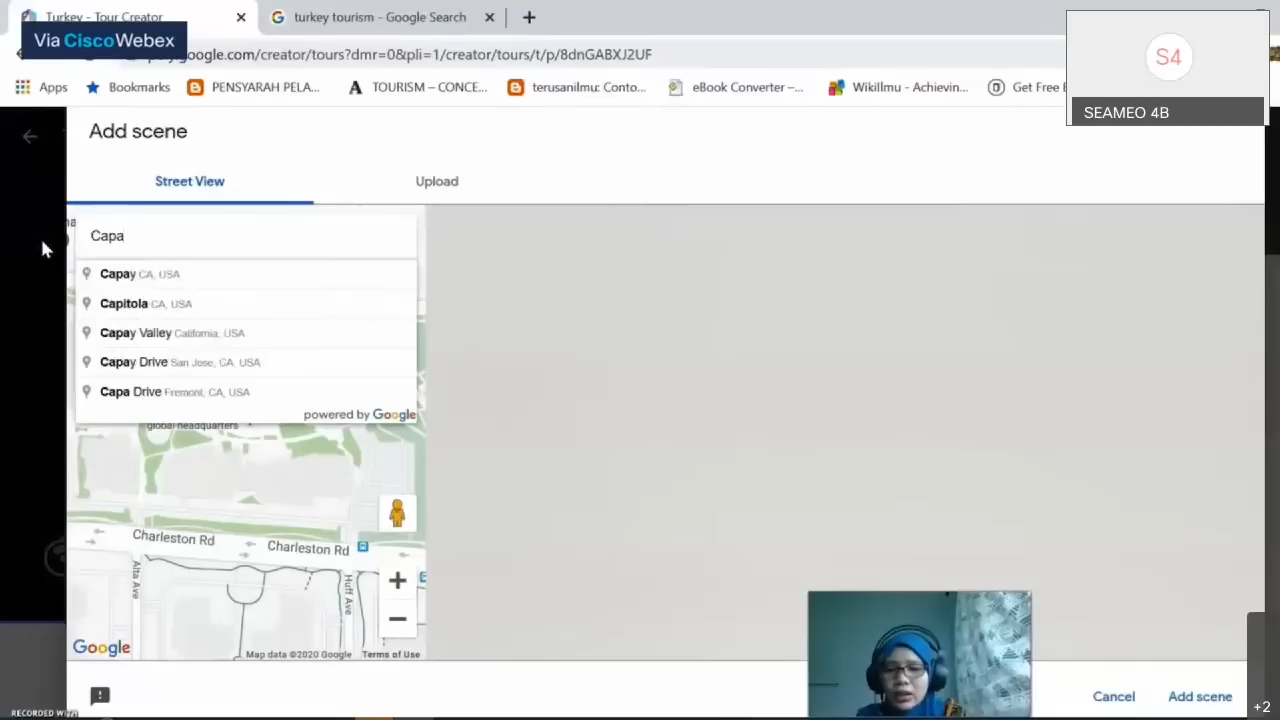 Turkey - Tour Creator
turkey tourism - Google Search
Via CiscoWebex
google.com/creator/tours?dmr=0&pli=1/creator/tours/t/p/8dnGABXJ2UF
Apps
Bookmarks
PENSYARAH PELA...
TOURISM – CONCE...
terusanilmu: Conto...
eBook Converter –...
WikiIlmu - Achievin...
Get Free
S4
SEAMEO 4B
Add scene
Street View
Upload
Capa
Capay CA, USA
Capitola CA, USA
Capay Valley California, USA
Capay Drive San Jose, CA, USA
Capa Drive Fremont, CA, USA
powered by Google
global headquarters
Charleston Rd
Charleston Rd
Alta Ave
Huff Ave
Google
Map data ©2020 Google
Terms of Use
Cancel
Add scene
+2
RECORDED WITH